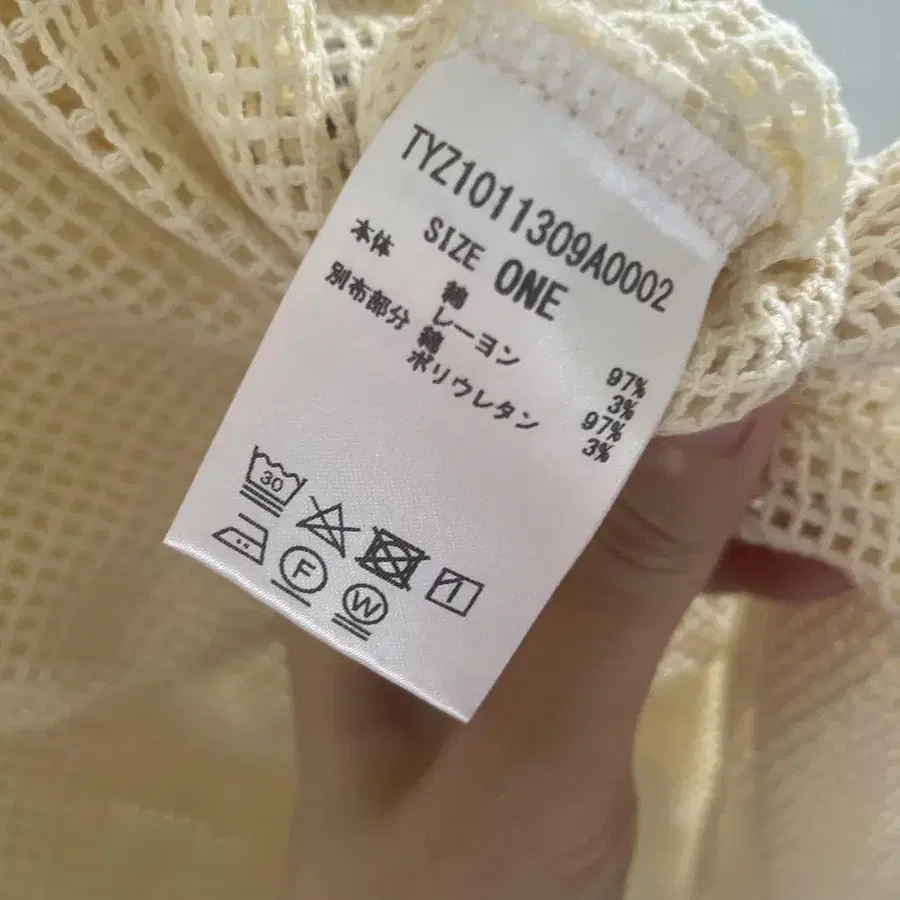 TYZ1011309A0002
SIZE ONE
本体 綿 97%
レーヨン 3%
別布部分 綿 97%
ポリウレタン 3%
30
F
W